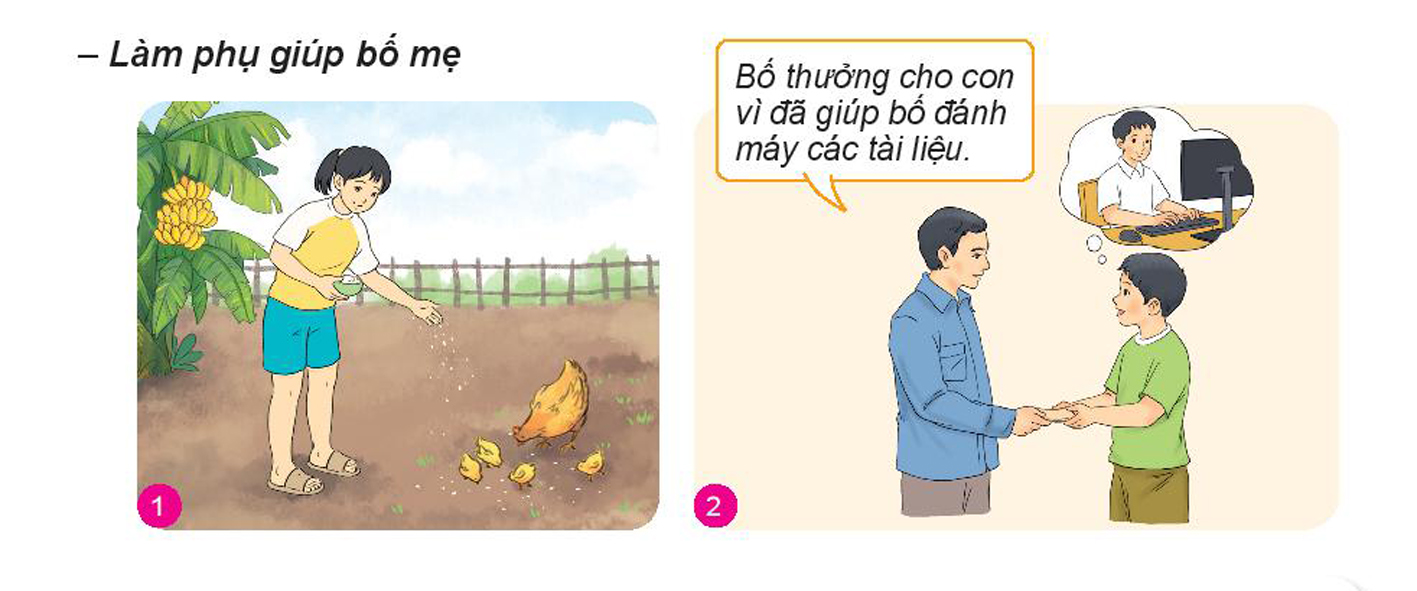 – Làm phụ giúp bố mẹ
Bố thưởng cho con
vì đã giúp bố đánh
máy các tài liệu.
1
2